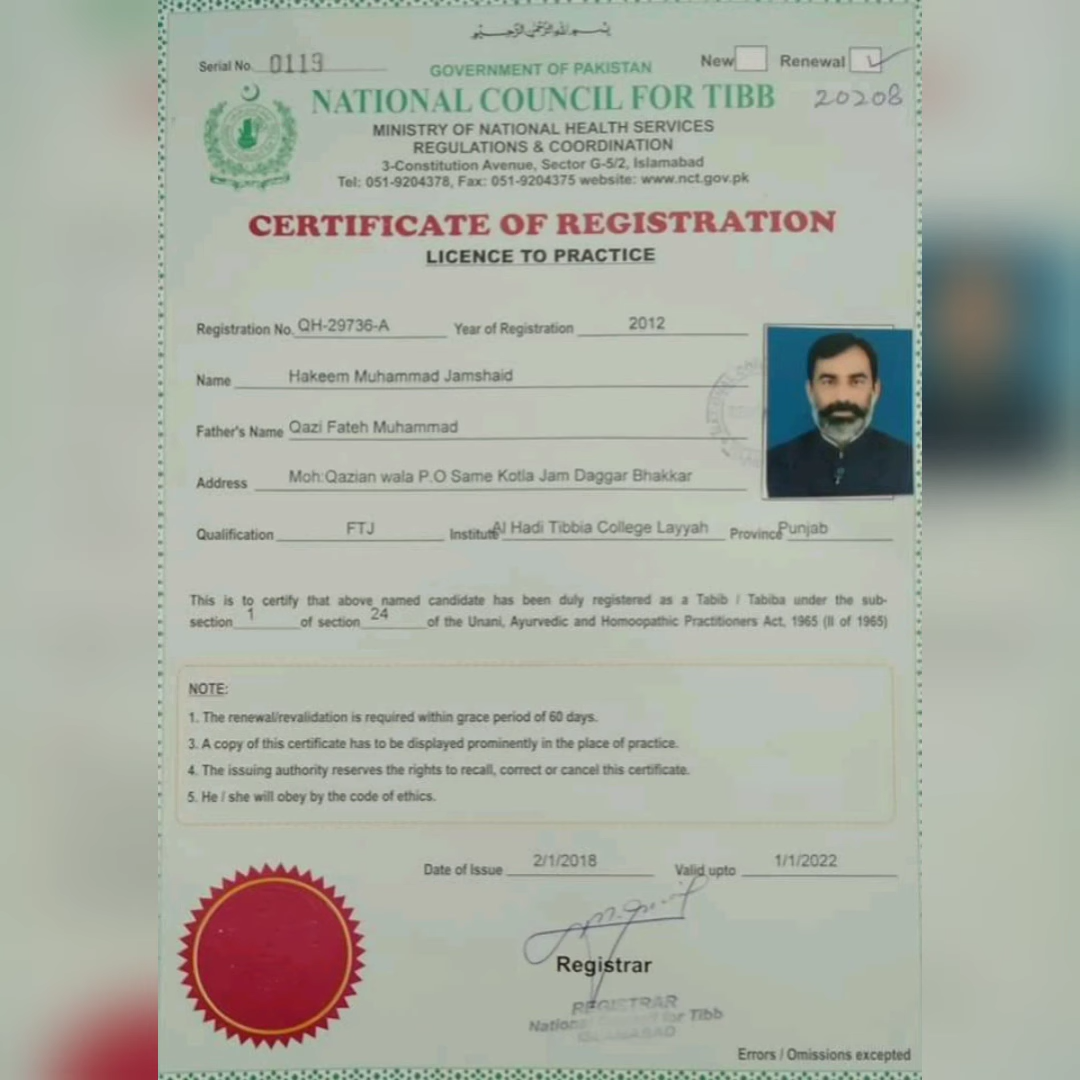 بسم اللہ الرحمٰن الرحیم
Serial No. 0119
New Renewal
20208
GOVERNMENT OF PAKISTAN
NATIONAL COUNCIL FOR TIBB
MINISTRY OF NATIONAL HEALTH SERVICES
REGULATIONS & COORDINATION
3-Constitution Avenue, Sector G-5/2, Islamabad
Tel: 051-9204378, Fax: 051-9204375 website: www.nct.gov.pk
CERTIFICATE OF REGISTRATION
LICENCE TO PRACTICE
Registration No. QH-29736-A Year of Registration 2012
Name Hakeem Muhammad Jamshaid
Father's Name Qazi Fateh Muhammad
Address Moh:Qazian wala P.O Same Kotla Jam Daggar Bhakkar
Qualification FTJ Institute Al Hadi Tibbia College Layyah Province Punjab
This is to certify that above named candidate has been duly registered as a Tabib / Tabiba under the sub-
section 1 of section 24 of the Unani, Ayurvedic and Homoopathic Practitioners Act, 1965 (II of 1965)
NOTE:
1. The renewal/revalidation is required within grace period of 60 days.
3. A copy of this certificate has to be displayed prominently in the place of practice.
4. The issuing authority reserves the rights to recall, correct or cancel this certificate.
5. He / she will obey by the code of ethics.
Date of Issue 2/1/2018 Valid upto 1/1/2022
Registrar
REGISTRAR
National Council for Tibb
ISLAMABAD
Errors / Omissions excepted